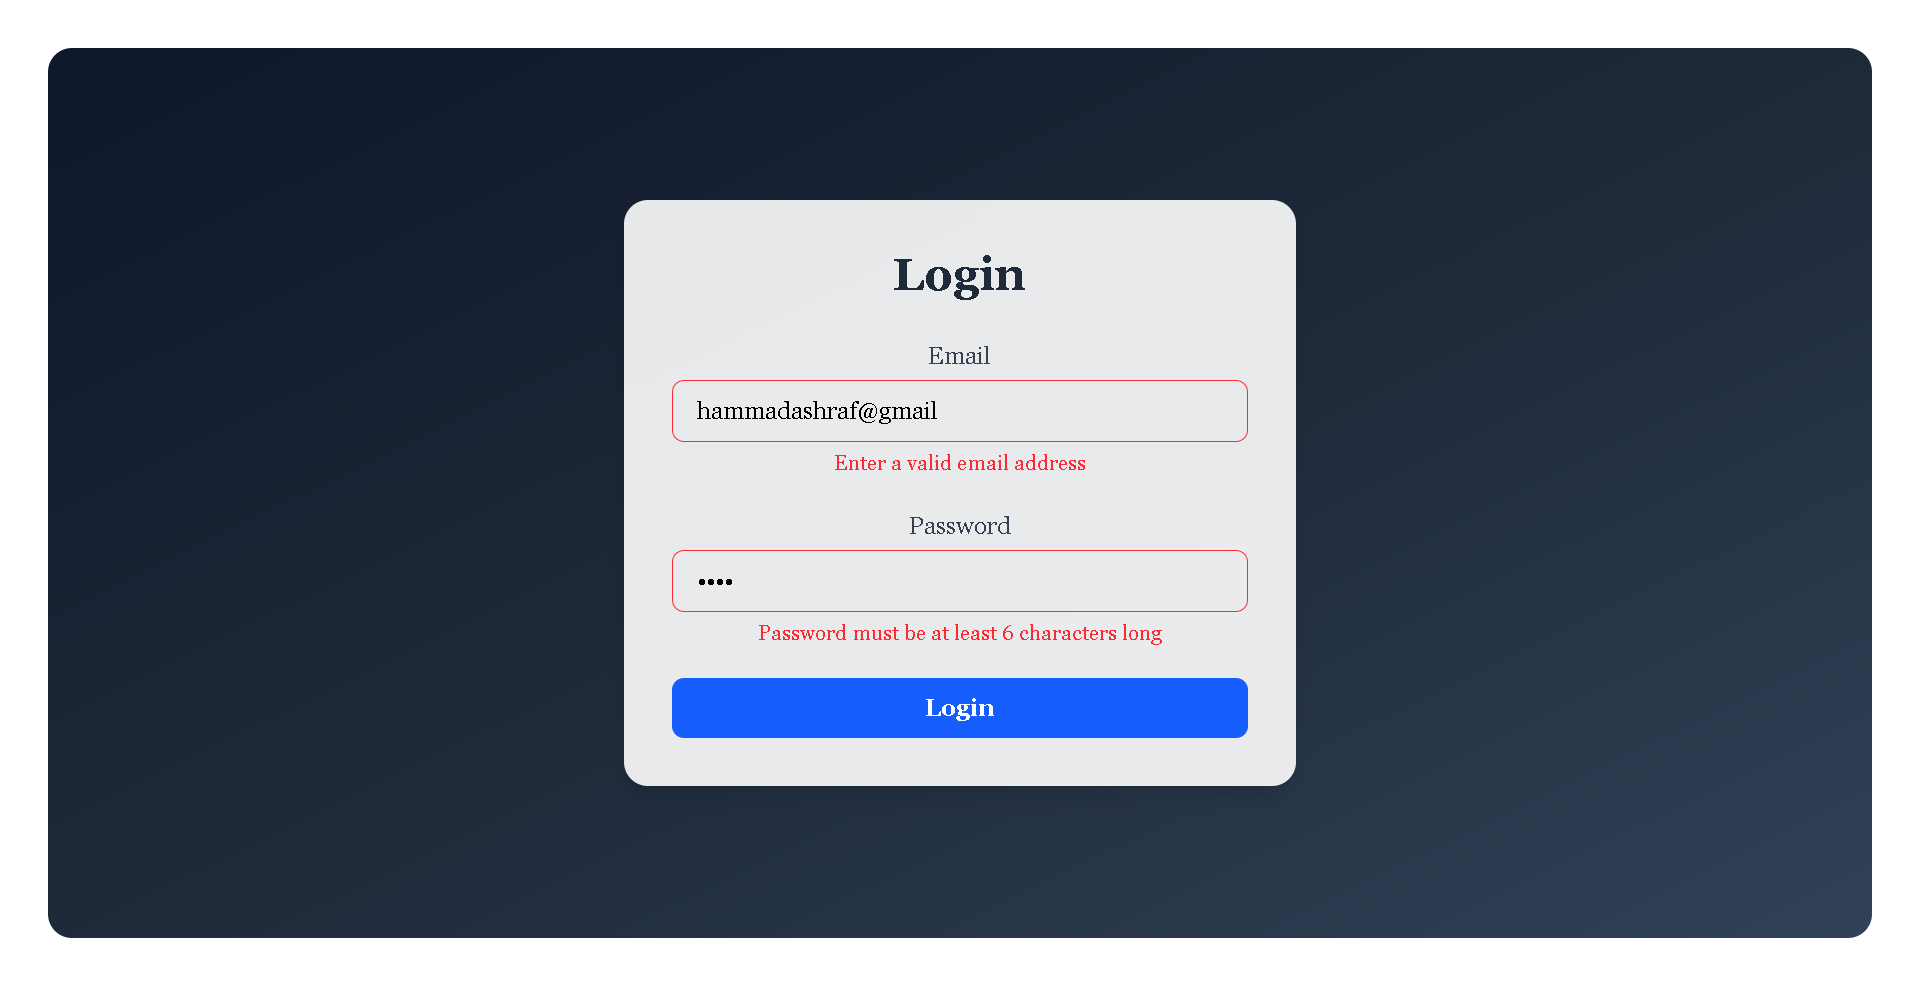 Login
Email
hammadashraf@gmail
Enter a valid email address
Password
••••
Password must be at least 6 characters long
Login